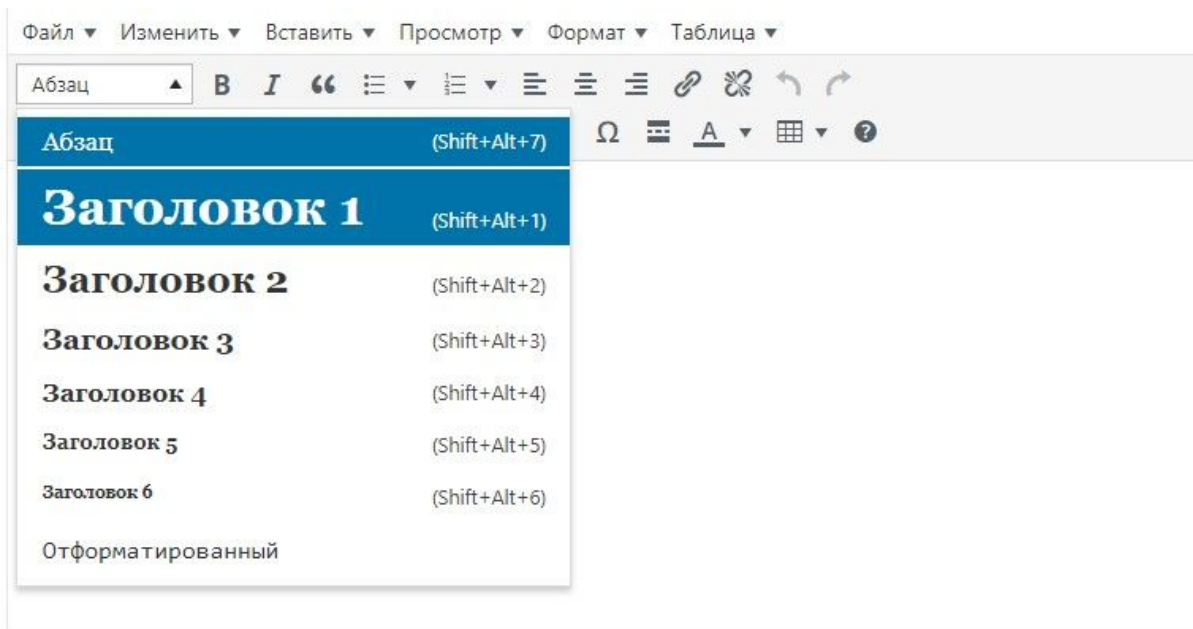 Файл ▼ Изменить ▼ Вставить ▼ Просмотр ▼ Формат ▼ Таблица ▼
Абзац ▲ B I
Ω A
Абзац (Shift+Alt+7)
Заголовок 1 (Shift+Alt+1)
Заголовок 2 (Shift+Alt+2)
Заголовок 3 (Shift+Alt+3)
Заголовок 4 (Shift+Alt+4)
Заголовок 5 (Shift+Alt+5)
Заголовок 6 (Shift+Alt+6)
Отформатированный